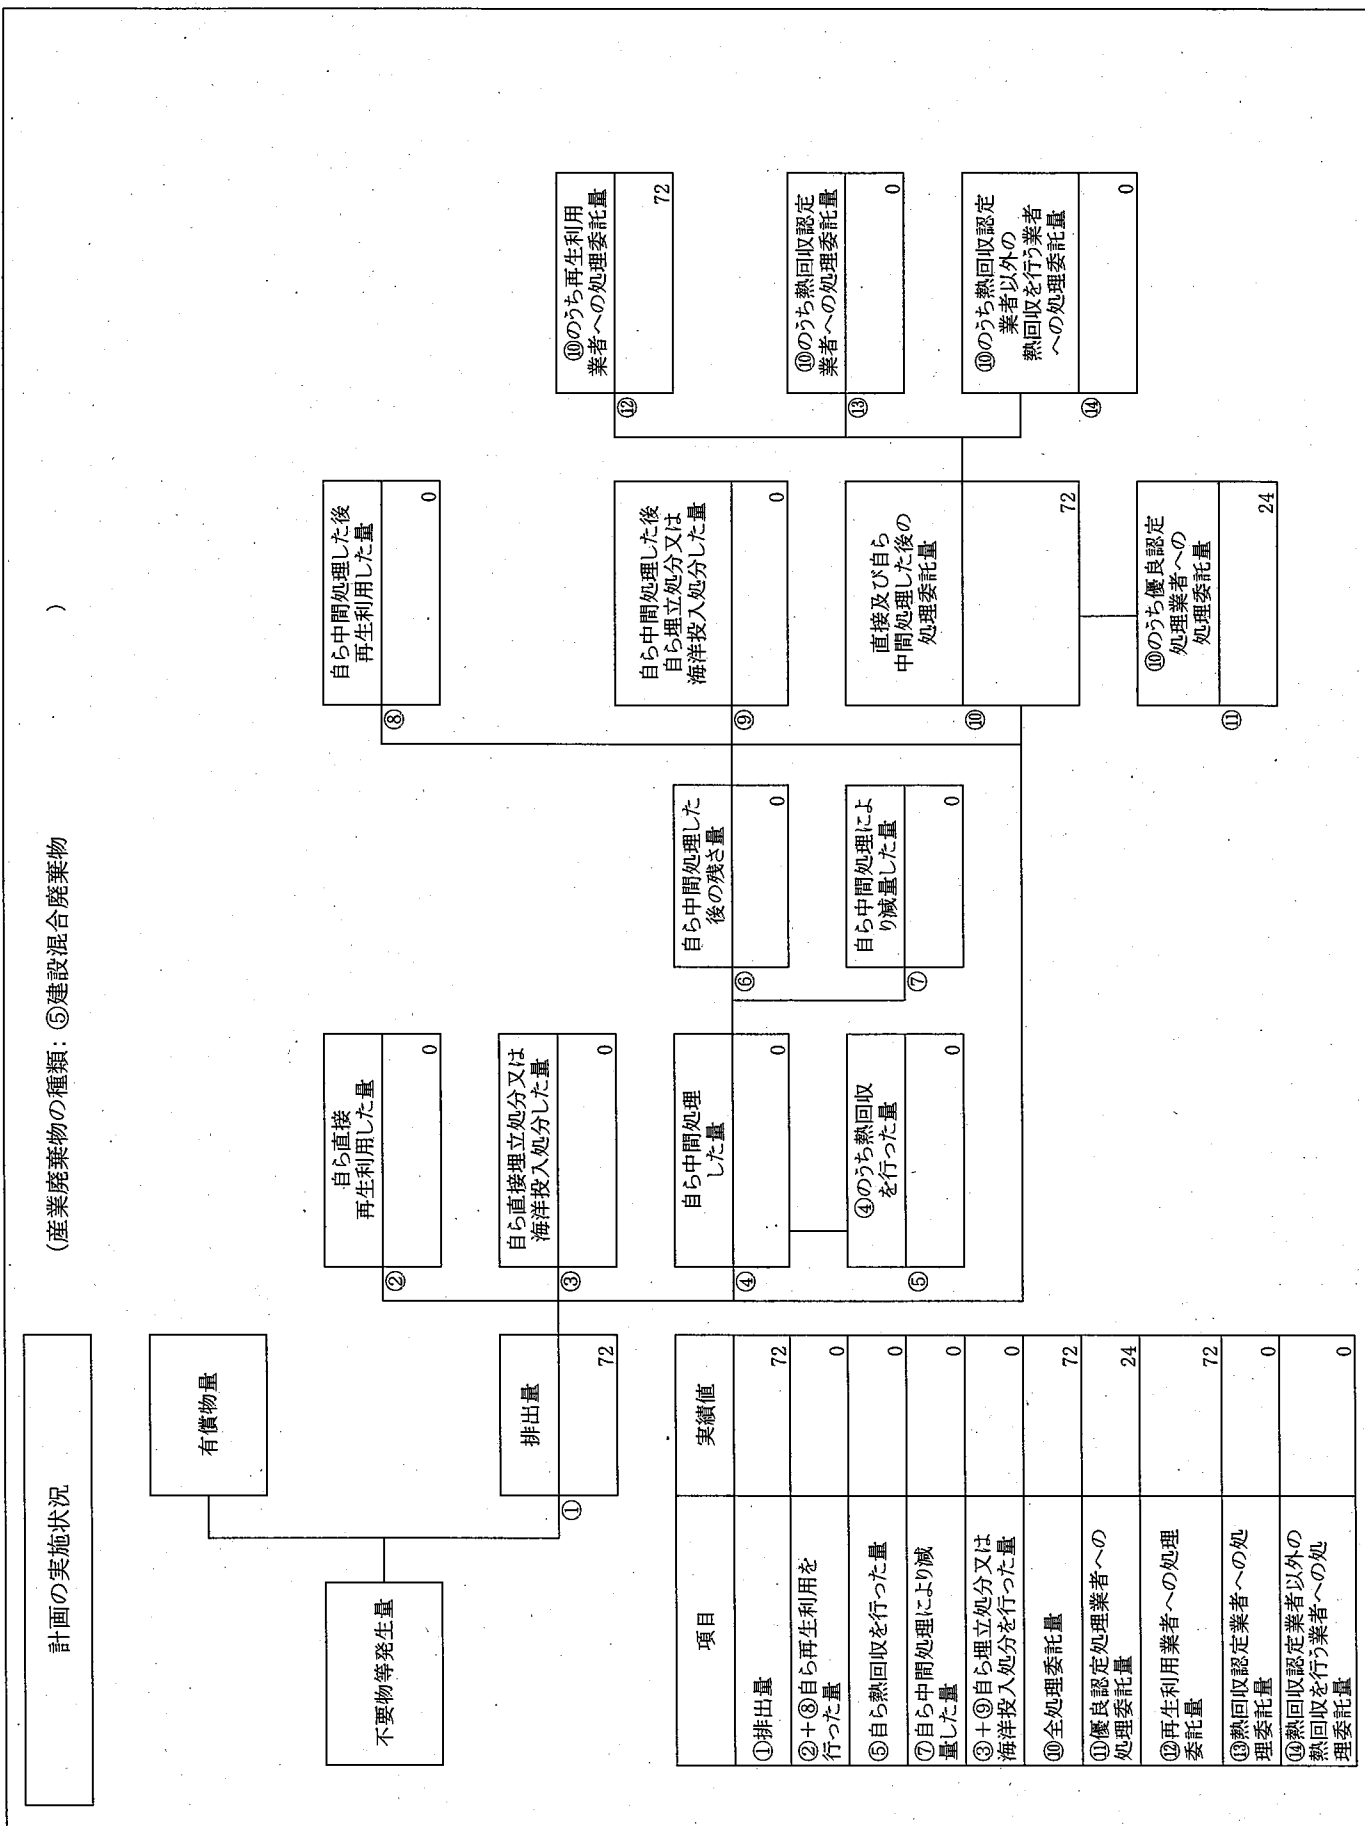 計画の実施状況
(産業廃棄物の種類：⑤建設混合廃棄物　　　　　　)
不要物等発生量
有償物量
①
排出量
72
②
自ら直接
再生利用した量
0
③
自ら直接埋立処分又は
海洋投入処分した量
0
④
自ら中間処理
した量
0
⑤
④のうち熱回収
を行った量
0
⑥
自ら中間処理した
後の残さ量
0
⑦
自ら中間処理によ
り減量した量
0
⑧
自ら中間処理した後
再生利用した量
0
⑨
自ら中間処理した後
自ら埋立処分又は
海洋投入処分した量
0
⑩
直接及び自ら
中間処理した後の
処理委託量
72
⑪
⑩のうち優良認定
処理業者への
処理委託量
24
⑫
⑩のうち再生利用
業者への処理委託量
72
⑬
⑩のうち熱回収認定
業者への処理委託量
0
⑭
⑩のうち熱回収認定
業者以外の
熱回収を行う業者
への処理委託量
0
項目 実績値
①排出量 72
②＋⑧自ら再生利用を
行った量 0
⑤自ら熱回収を行った量 0
⑦自ら中間処理により減
量した量 0
③＋⑨自ら埋立処分又は
海洋投入処分を行った量 0
⑩全処理委託量 72
⑪優良認定処理業者への
処理委託量 24
⑫再生利用業者への処理
委託量 72
⑬熱回収認定業者への処
理委託量 0
⑭熱回収認定業者以外の
熱回収を行う業者への処
理委託量 0